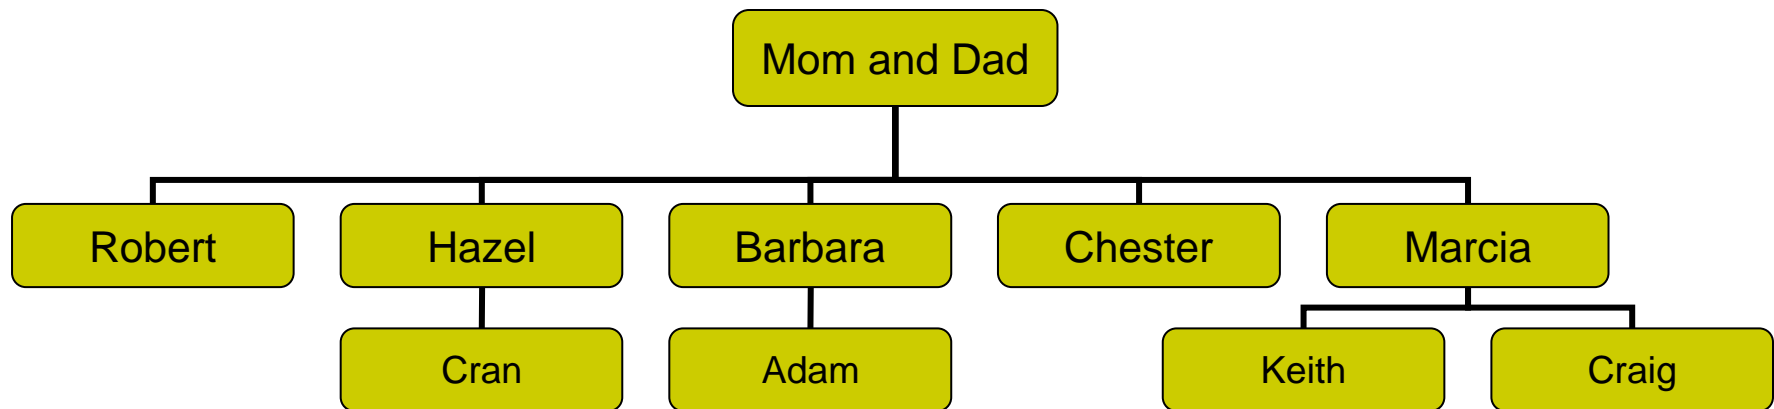 Mom and Dad
Robert
Hazel
Barbara
Chester
Marcia
Cran
Adam
Keith
Craig